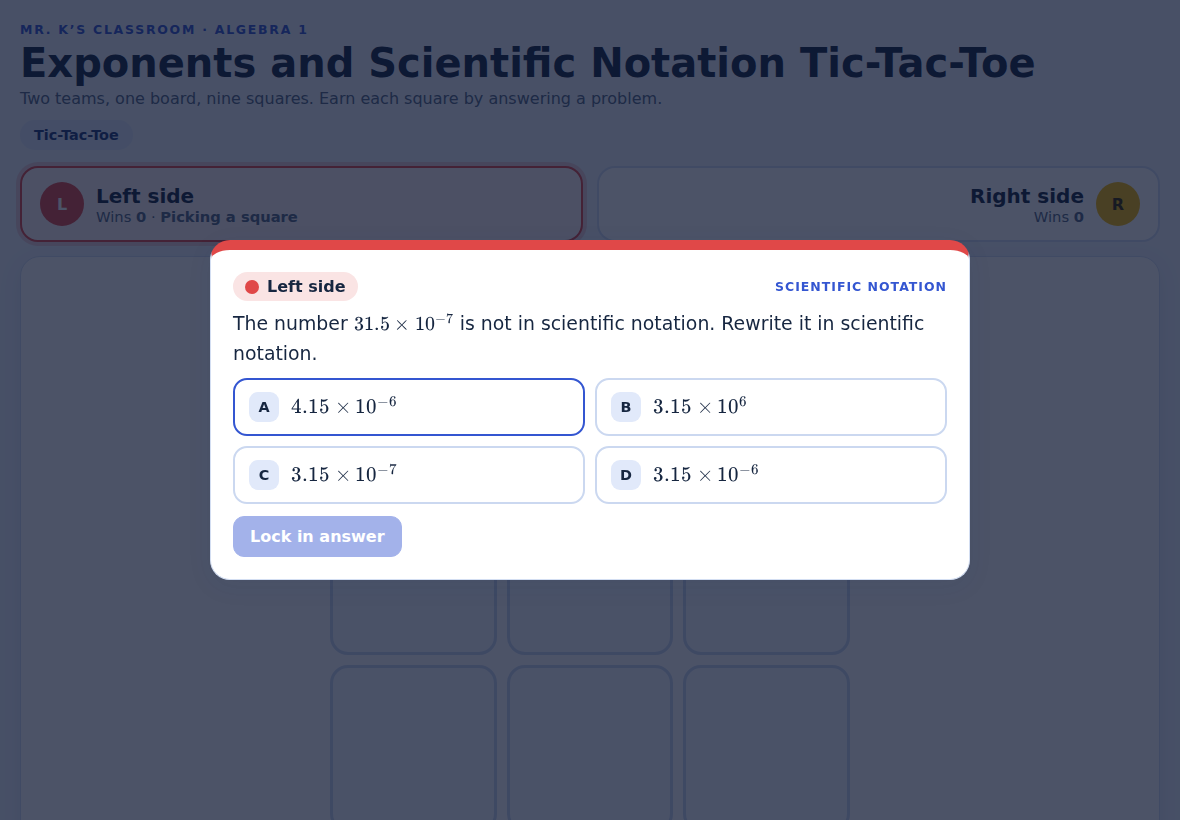 MR. K'S CLASSROOM · ALGEBRA 1
Exponents and Scientific Notation Tic-Tac-Toe
Two teams, one board, nine squares. Earn each square by answering a problem.
Tic-Tac-Toe
L
Left side
Wins 0 · Picking a square
Right side
Wins 0
R
Left side
SCIENTIFIC NOTATION
The number 31.5 × 10⁻⁷ is not in scientific notation. Rewrite it in scientific
notation.
A 4.15 × 10⁻⁶
B 3.15 × 10⁶
C 3.15 × 10⁻⁷
D 3.15 × 10⁻⁶
Lock in answer